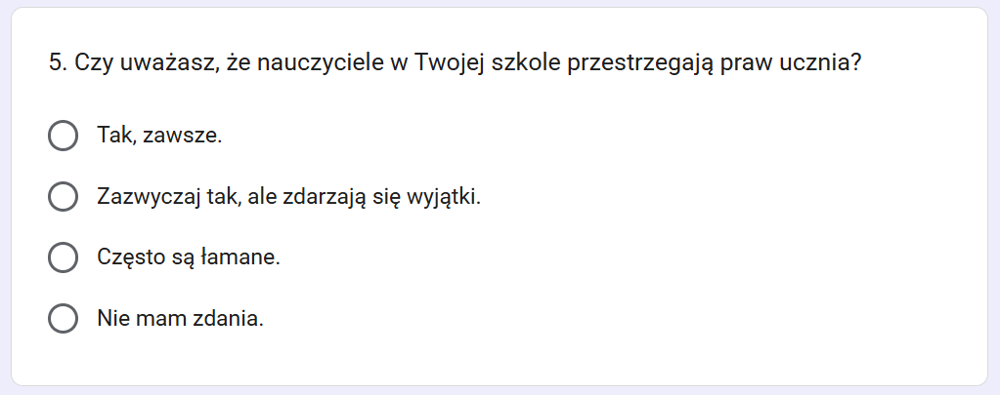 5. Czy uważasz, że nauczyciele w Twojej szkole przestrzegają praw ucznia?
Tak, zawsze.
Zazwyczaj tak, ale zdarzają się wyjątki.
Często są łamane.
Nie mam zdania.